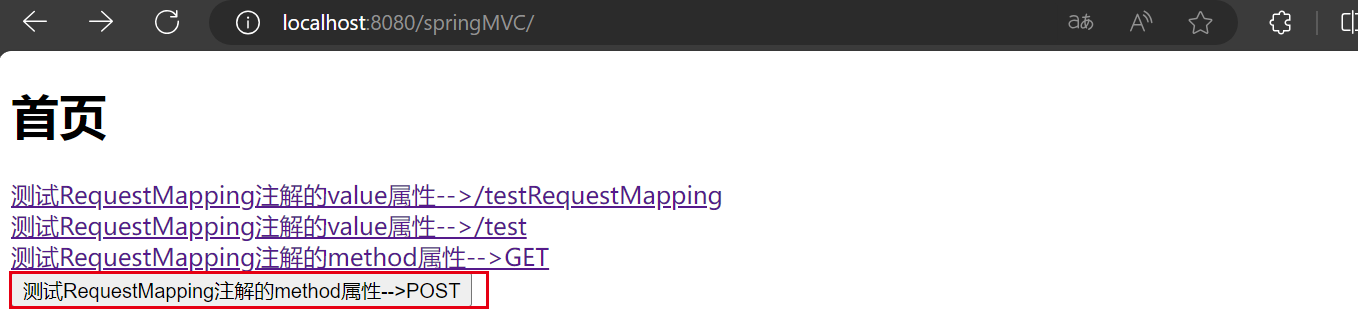 localhost:8080/springMVC/
首页
测试RequestMapping注解的value属性-->/testRequestMapping
测试RequestMapping注解的value属性-->/test
测试RequestMapping注解的method属性-->GET
测试RequestMapping注解的method属性-->POST